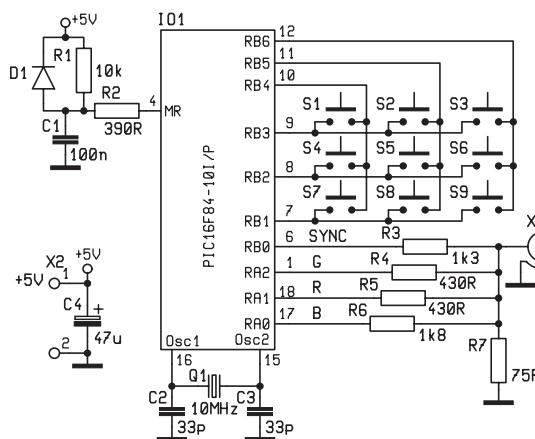 +5V
IO1
R1
10k
D1
R2
390R
4
MR
C1
100n
PIC16F84-10I/P
RB6
12
RB5
11
RB4
10
S1 S2 S3
RB3
9
S4 S5 S6
RB2
8
S7 S8 S9
RB1
7
RB0
6
SYNC
R3
1k3
X
RA2
1
G
R4
430R
RA1
18
R
R5
430R
RA0
17
B
R6
1k8
R7
75
+5V
X2
1
+5V
C4
+
47u
2
Osc1 Osc2
16 15
Q1
10MHz
C2 C3
33p 33p